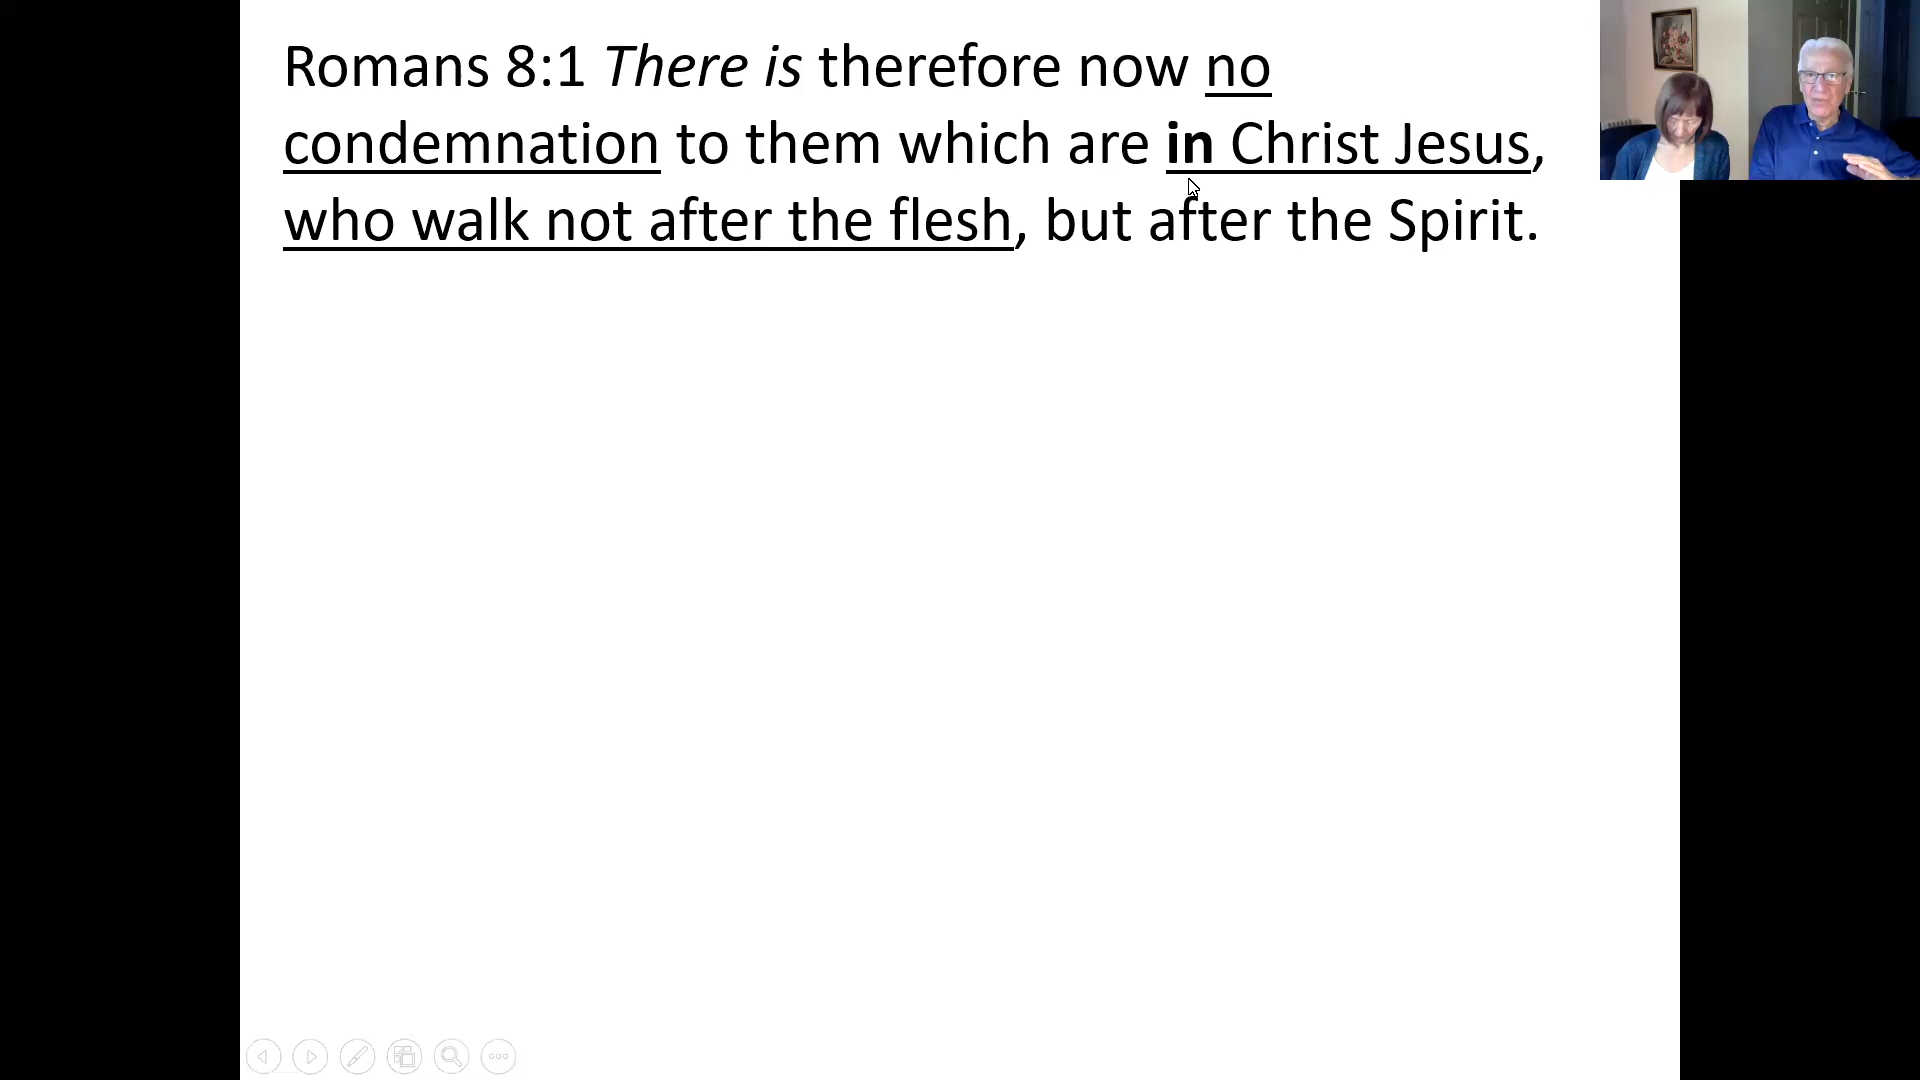 Romans 8:1 There is therefore now no
condemnation to them which are in Christ Jesus,
who walk not after the flesh, but after the Spirit.